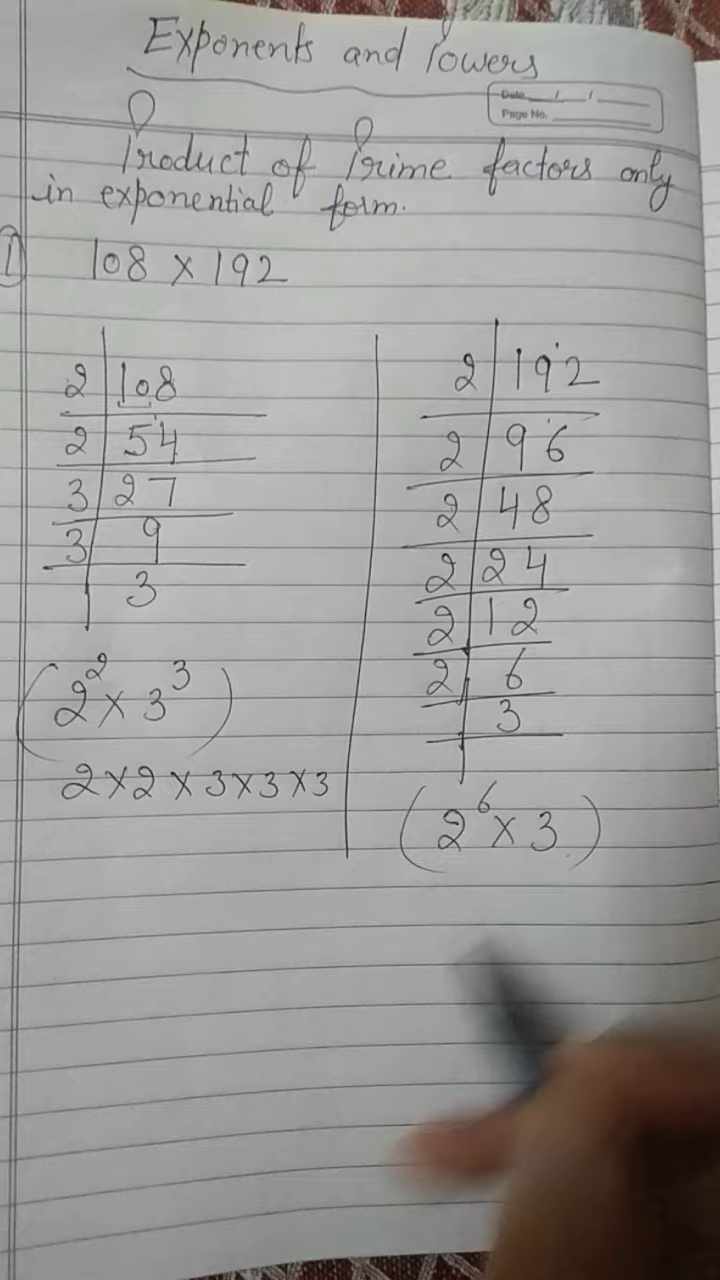 Exponents and Powers
Date / /
Page No.
Product of Prime factors only
in exponential form.
1 108 × 192
2 108
2 54
3 27
3 9
3
(2² × 3³)
2×2×3×3×3
2 192
2 96
2 48
2 24
2 12
2 6
3
(2⁶ × 3)